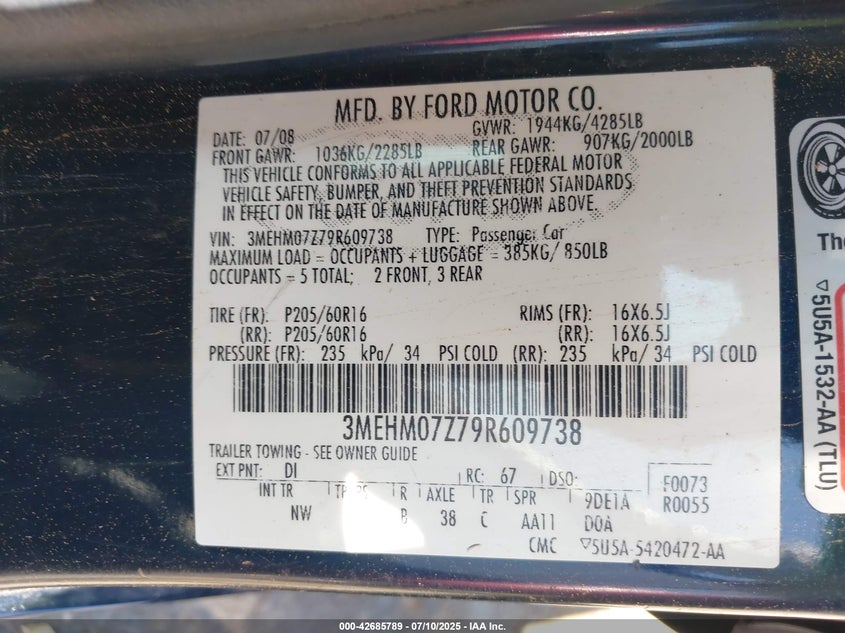 MFD. BY FORD MOTOR CO.
DATE: 07/08 GVWR: 1944KG/4285LB
FRONT GAWR: 1036KG/2285LB REAR GAWR: 907KG/2000LB
THIS VEHICLE CONFORMS TO ALL APPLICABLE FEDERAL MOTOR
VEHICLE SAFETY, BUMPER, AND THEFT PREVENTION STANDARDS
IN EFFECT ON THE DATE OF MANUFACTURE SHOWN ABOVE.
VIN: 3MEHM07Z79R609738 TYPE: Passenger Car
MAXIMUM LOAD = OCCUPANTS + LUGGAGE = 385KG/ 850LB
OCCUPANTS = 5 TOTAL; 2 FRONT, 3 REAR
TIRE (FR): P205/60R16 RIMS (FR): 16X6.5J
(RR): P205/60R16 (RR): 16X6.5J
PRESSURE (FR): 235 kPa/ 34 PSI COLD (RR): 235 kPa/ 34 PSI COLD
3MEHM07Z79R609738
TRAILER TOWING - SEE OWNER GUIDE
EXT PNT: DI RC: 67 DSO: F0073
INT TR R AXLE TR SPR 9DE1A R0055
NW B 38 C AA11 D0A
CMC ▽5U5A-5420472-AA
The
▽5U5A-1532-AA (TLU)
000-42685789 - 07/10/2025 - IAA Inc.